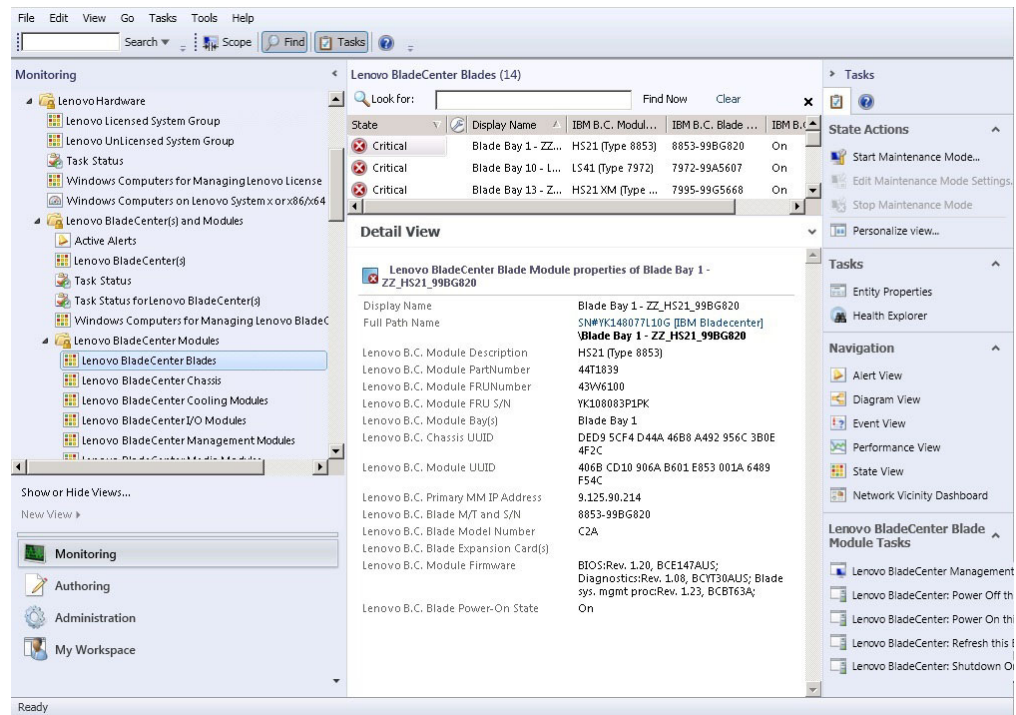 File Edit View Go Tasks Tools Help
Search Scope Find Tasks
Monitoring
Lenovo Hardware
Lenovo Licensed System Group
Lenovo UnLicensed System Group
Task Status
Windows Computers for Managing Lenovo License
Windows Computers on Lenovo System x or x86/x64
Lenovo BladeCenter(s) and Modules
Active Alerts
Lenovo BladeCenter(s)
Task Status
Task Status for Lenovo BladeCenter(s)
Windows Computers for Managing Lenovo BladeC
Lenovo BladeCenter Modules
Lenovo BladeCenter Blades
Lenovo BladeCenter Chassis
Lenovo BladeCenter Cooling Modules
Lenovo BladeCenter I/O Modules
Lenovo BladeCenter Management Modules
Show or Hide Views...
New View
Monitoring
Authoring
Administration
My Workspace
Lenovo BladeCenter Blades (14)
Look for: Find Now Clear x
State Display Name IBM B.C. Modul... IBM B.C. Blade ... IBM B.(
Critical Blade Bay 1 - ZZ... HS21 (Type 8853) 8853-99BG820 On
Critical Blade Bay 10 - L... LS41 (Type 7972) 7972-99A5607 On
Critical Blade Bay 13 - Z... HS21 XM (Type ... 7995-99G5668 On
Detail View
Lenovo BladeCenter Blade Module properties of Blade Bay 1 -
ZZ_HS21_99BG820
Display Name Blade Bay 1 - ZZ_HS21_99BG820
Full Path Name SN#YK148077L10G [IBM Bladecenter]
\Blade Bay 1 - ZZ_HS21_99BG820
Lenovo B.C. Module Description HS21 (Type 8853)
Lenovo B.C. Module PartNumber 44T1839
Lenovo B.C. Module FRUNumber 43W6100
Lenovo B.C. Module FRU S/N YK108083P1PK
Lenovo B.C. Module Bay(s) Blade Bay 1
Lenovo B.C. Chassis UUID DED9 5CF4 D44A 46B8 A492 956C 3B0E
4F2C
Lenovo B.C. Module UUID 406B CD10 906A B601 E853 001A 6489
F54C
Lenovo B.C. Primary MM IP Address 9.125.90.214
Lenovo B.C. Blade M/T and S/N 8853-99BG820
Lenovo B.C. Blade Model Number C2A
Lenovo B.C. Blade Expansion Card(s)
Lenovo B.C. Module Firmware BIOS:Rev. 1.20, BCE147AUS;
Diagnostics:Rev. 1.08, BCYT30AUS; Blade
sys. mgmt proc:Rev. 1.23, BCBT63A;
Lenovo B.C. Blade Power-On State On
Tasks
State Actions
Start Maintenance Mode...
Edit Maintenance Mode Settings.
Stop Maintenance Mode
Personalize view...
Tasks
Entity Properties
Health Explorer
Navigation
Alert View
Diagram View
Event View
Performance View
State View
Network Vicinity Dashboard
Lenovo BladeCenter Blade
Module Tasks
Lenovo BladeCenter Management
Lenovo BladeCenter: Power Off th
Lenovo BladeCenter: Power On thi
Lenovo BladeCenter: Refresh this
Lenovo BladeCenter: Shutdown O
Ready